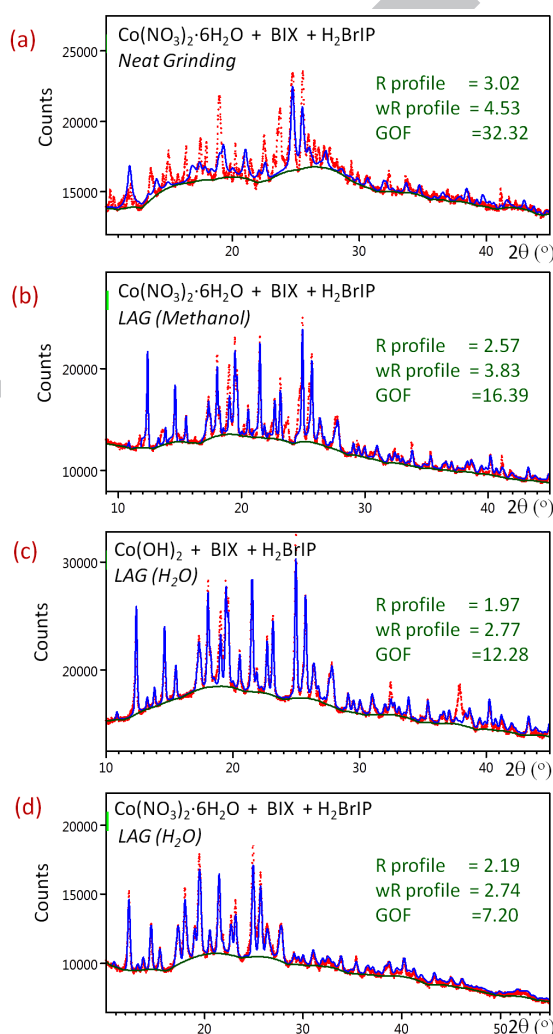 (a)
Co(NO₃)₂·6H₂O + BIX + H₂BrIP
Neat Grinding
R profile = 3.02
wR profile = 4.53
GOF =32.32
Counts
25000
20000
15000
20
30
40
2θ (°)
(b)
Co(NO₃)₂·6H₂O + BIX + H₂BrIP
LAG (Methanol)
R profile = 2.57
wR profile = 3.83
GOF =16.39
Counts
20000
10000
10
20
30
40
2θ (°)
(c)
Co(OH)₂ + BIX + H₂BrIP
LAG (H₂O)
R profile = 1.97
wR profile = 2.77
GOF =12.28
Counts
30000
20000
10
20
30
40
2θ (°)
(d)
Co(NO₃)₂·6H₂O + BIX + H₂BrIP
LAG (H₂O)
R profile = 2.19
wR profile = 2.74
GOF =7.20
Counts
20000
15000
10000
20
30
40
50
2θ (°)